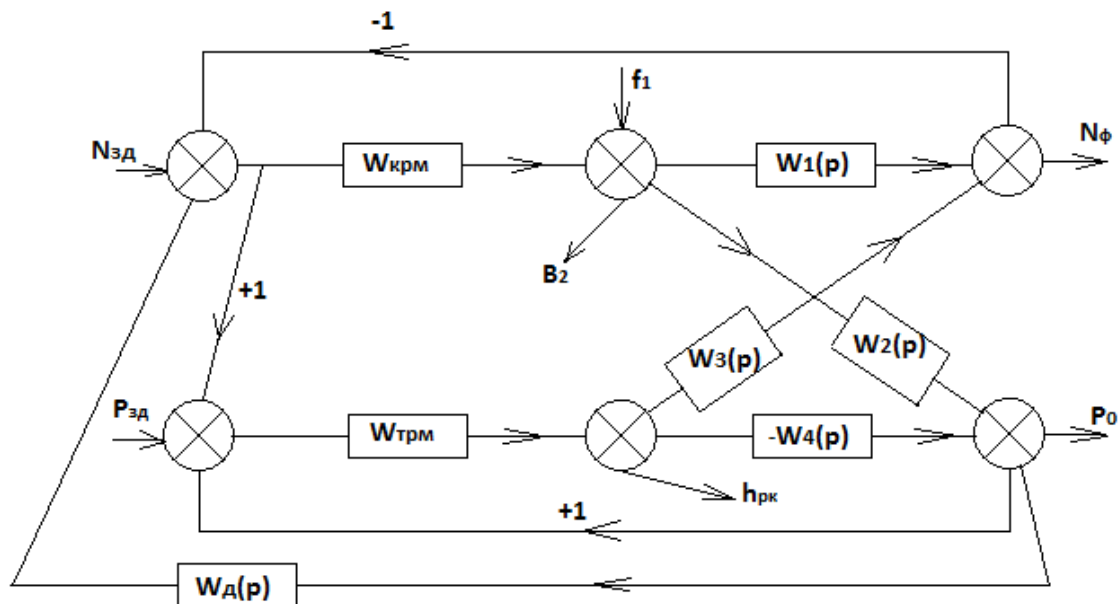 -1
f1
Nзд
Wкрм
W1(p)
Nф
B2
+1
W3(p)
W2(p)
Pзд
Wтрм
-W4(p)
P0
hрк
+1
Wд(p)